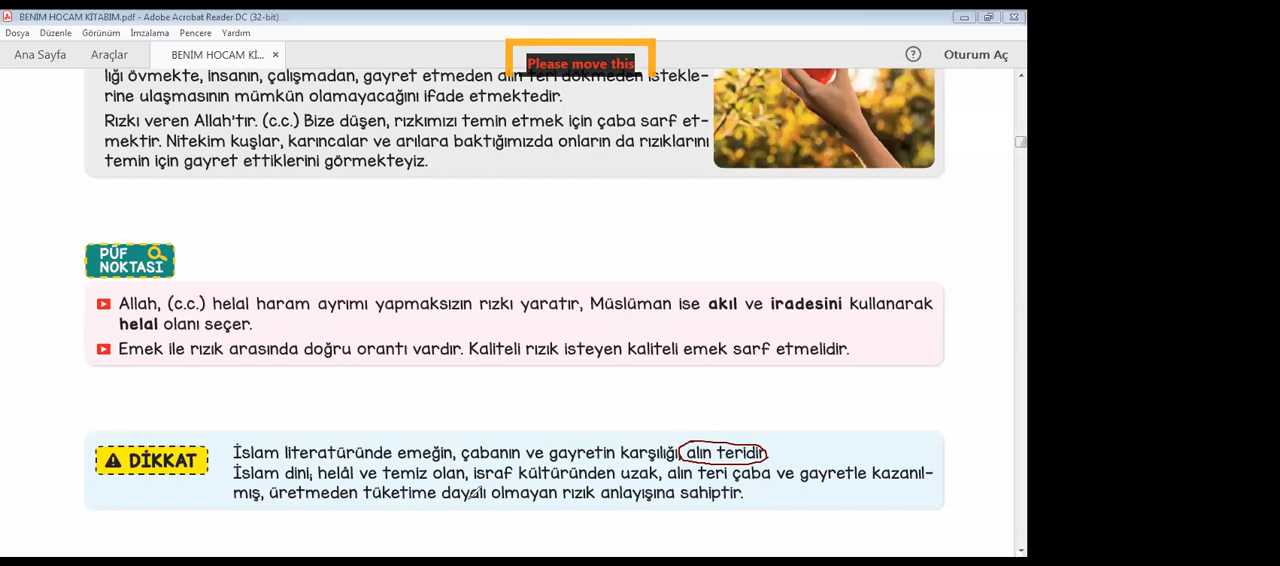 BENİM HOCAM KİTABIM.pdf - Adobe Acrobat Reader DC (32-bit)
Dosya Düzenle Görünüm İmzalama Pencere Yardım
Ana Sayfa Araçlar BENİM HOCAM Kİ... × Please move this ? Oturum Aç
lığı övmekte, insanın, çalışmadan, gayret etmeden alın teri dökmeden istekle-
rine ulaşmasının mümkün olamayacağını ifade etmektedir.
Rızkı veren Allah'tır. (c.c.) Bize düşen, rızkımızı temin etmek için çaba sarf et-
mektir. Nitekim kuşlar, karıncalar ve arılara baktığımızda onların da rızıklarını
temin için gayret ettiklerini görmekteyiz.
PÜF
NOKTASI
Allah, (c.c.) helal haram ayrımı yapmaksızın rızkı yaratır, Müslüman ise akıl ve iradesini kullanarak
helal olanı seçer.
Emek ile rızık arasında doğru orantı vardır. Kaliteli rızık isteyen kaliteli emek sarf etmelidir.
DİKKAT
İslam literatüründe emeğin, çabanın ve gayretin karşılığı alın teridir
İslam dini; helâl ve temiz olan, israf kültüründen uzak, alın teri çaba ve gayretle kazanıl-
mış, üretmeden tüketime dayalı olmayan rızık anlayışına sahiptir.